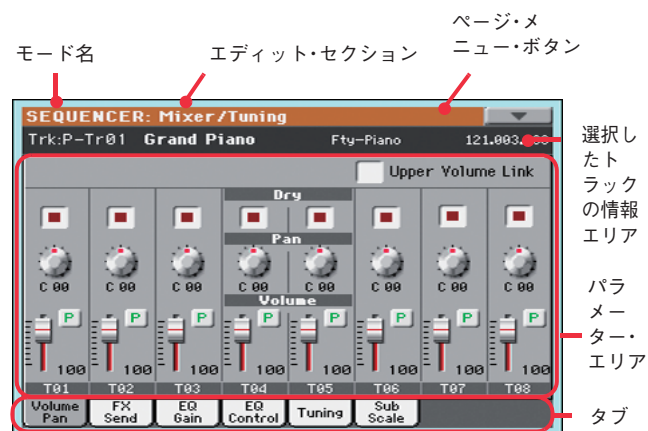 ページ・メ
ニュー・ボタン
モード名
エディット・セクション
SEQUENCER: Mixer/Tuning
Trk:P-Tr01 Grand Piano Fty-Piano 121.003.
選択し
たト
ラック
の情報
エリア
Upper Volume Link
Dry
Pan
C 00 C 00 C 00 C 00 C 00 C 00 C 00 C 00
Volume
P P P P P P P P
100 100 100 100 100 100 100 100
T01 T02 T03 T04 T05 T06 T07 T08
パラ
メー
ター・
エリア
Volume Pan
FX Send
EQ Gain
EQ Control
Tuning
Sub Scale
タブ